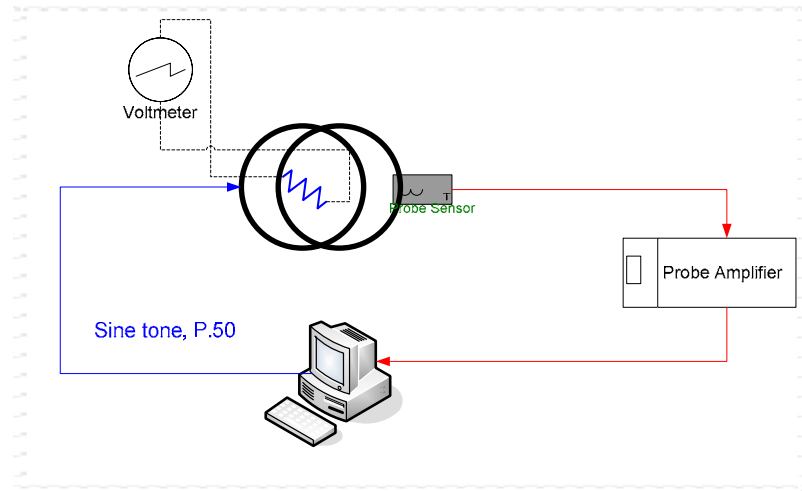 Voltmeter
T
Probe Sensor
Probe Amplifier
Sine tone, P.50